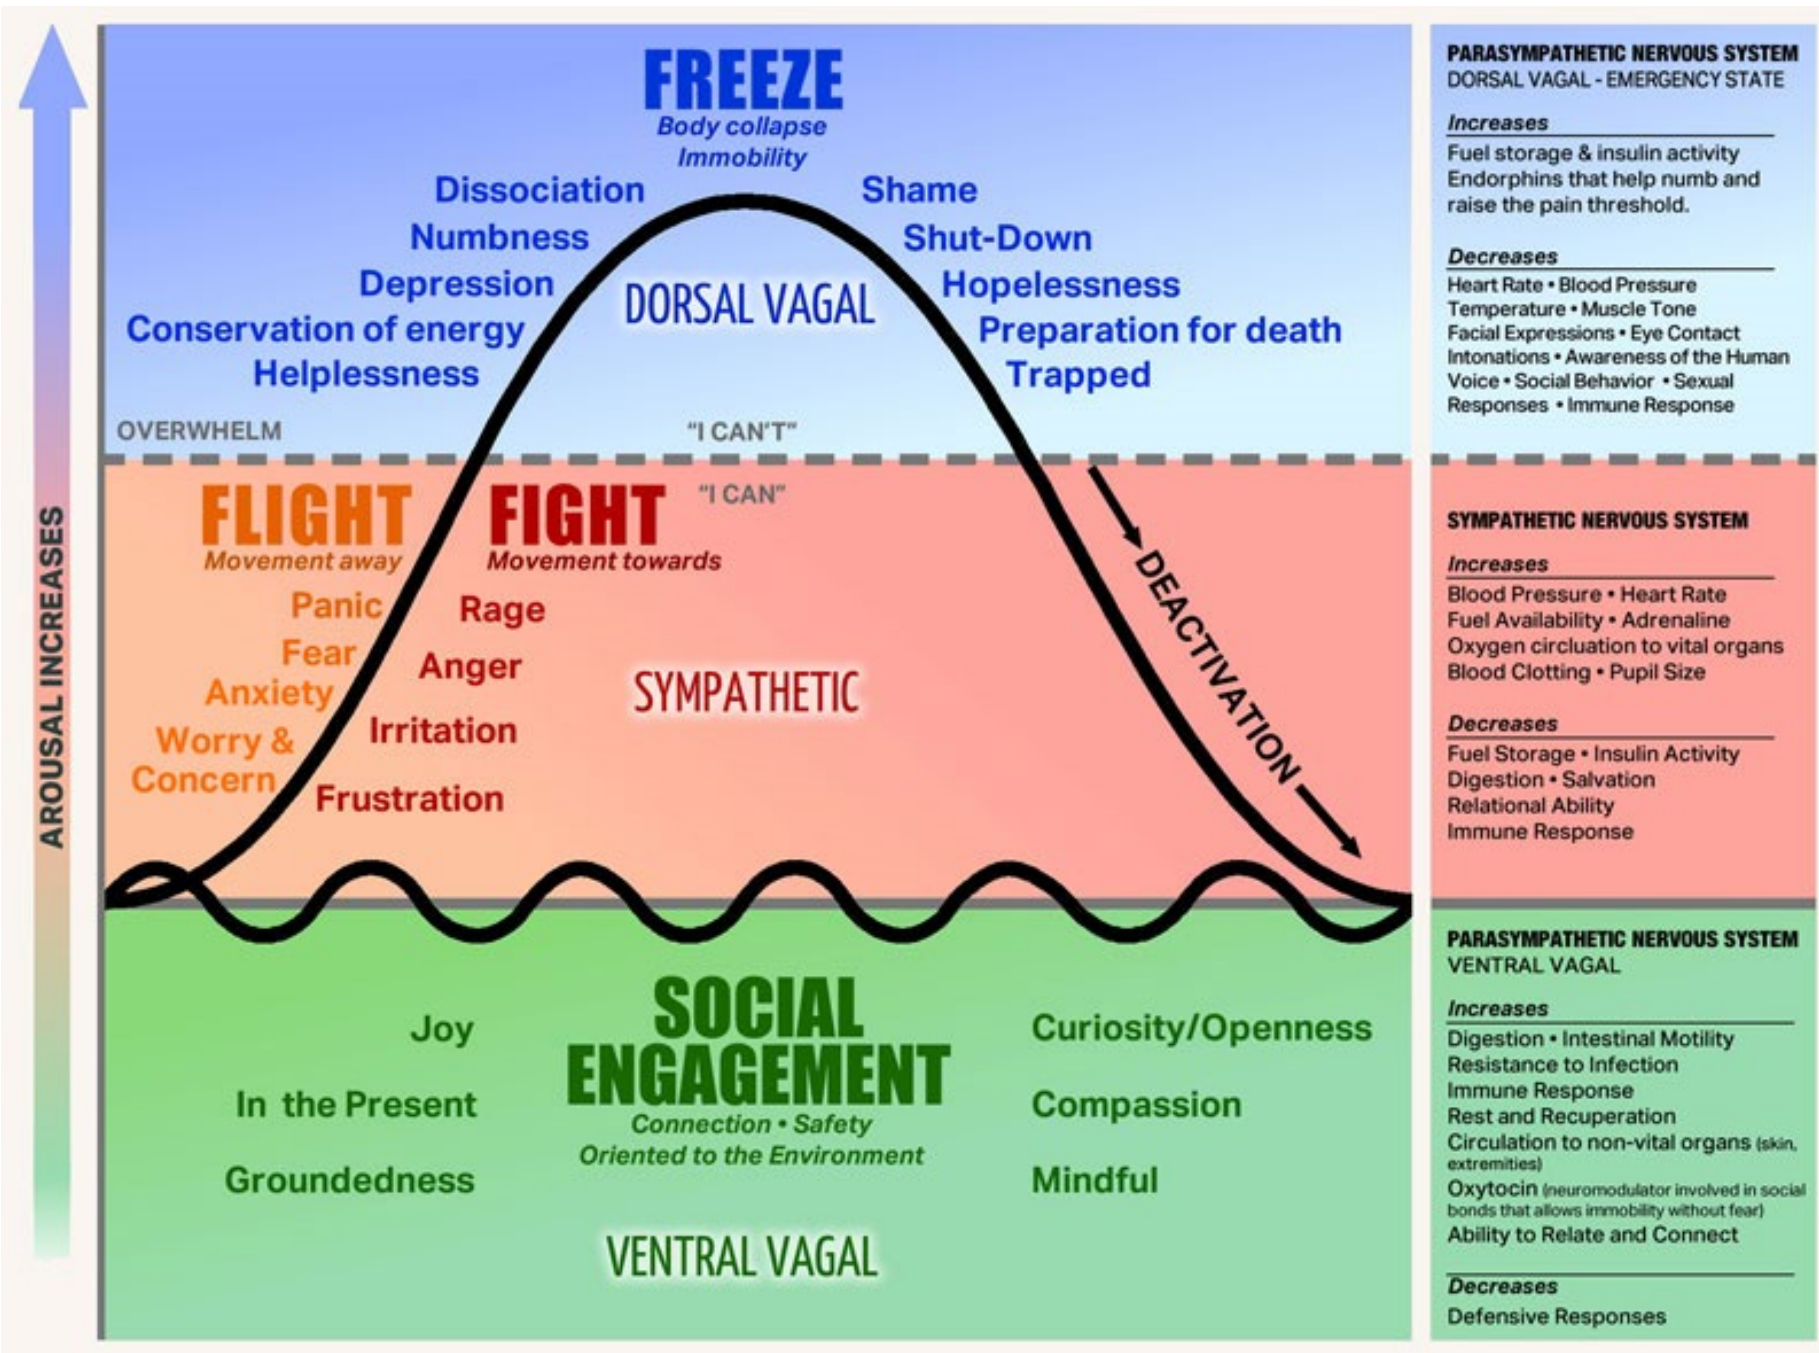 AROUSAL INCREASES
FREEZE
Body collapse
Immobility
Dissociation
Numbness
Depression
Conservation of energy
Helplessness
Shame
Shut-Down
Hopelessness
Preparation for death
Trapped
DORSAL VAGAL
OVERWHELM
"I CAN'T"
"I CAN"
FLIGHT
Movement away
Panic
Fear
Anxiety
Worry &
Concern
FIGHT
Movement towards
Rage
Anger
Irritation
Frustration
SYMPATHETIC
DEACTIVATION
SOCIAL
ENGAGEMENT
Connection • Safety
Oriented to the Environment
Joy
In the Present
Groundedness
Curiosity/Openness
Compassion
Mindful
VENTRAL VAGAL
PARASYMPATHETIC NERVOUS SYSTEM
DORSAL VAGAL - EMERGENCY STATE
Increases
Fuel storage & insulin activity
Endorphins that help numb and
raise the pain threshold.
Decreases
Heart Rate • Blood Pressure
Temperature • Muscle Tone
Facial Expressions • Eye Contact
Intonations • Awareness of the Human
Voice • Social Behavior • Sexual
Responses • Immune Response
SYMPATHETIC NERVOUS SYSTEM
Increases
Blood Pressure • Heart Rate
Fuel Availability • Adrenaline
Oxygen circluation to vital organs
Blood Clotting • Pupil Size
Decreases
Fuel Storage • Insulin Activity
Digestion • Salvation
Relational Ability
Immune Response
PARASYMPATHETIC NERVOUS SYSTEM
VENTRAL VAGAL
Increases
Digestion • Intestinal Motility
Resistance to Infection
Immune Response
Rest and Recuperation
Circulation to non-vital organs (skin,
extremities)
Oxytocin (neuromodulator involved in social
bonds that allows immobility without fear)
Ability to Relate and Connect
Decreases
Defensive Responses